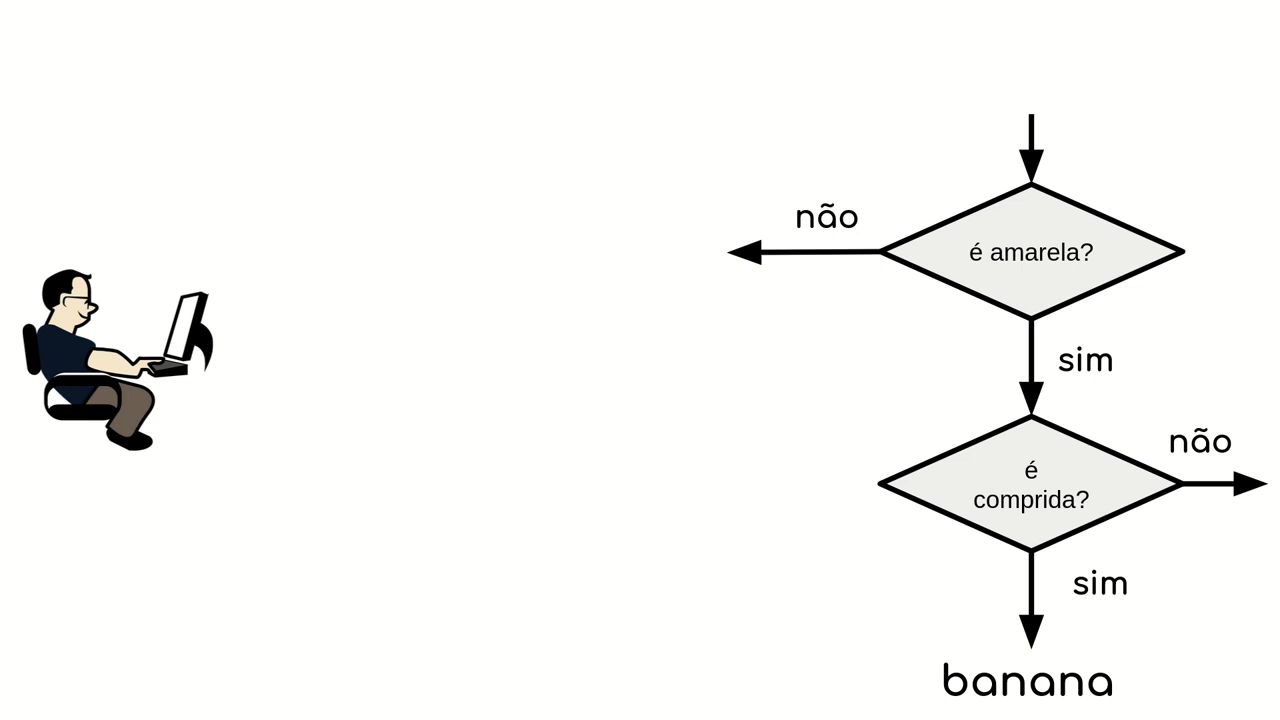 não
é amarela?
sim
não
é
comprida?
sim
banana